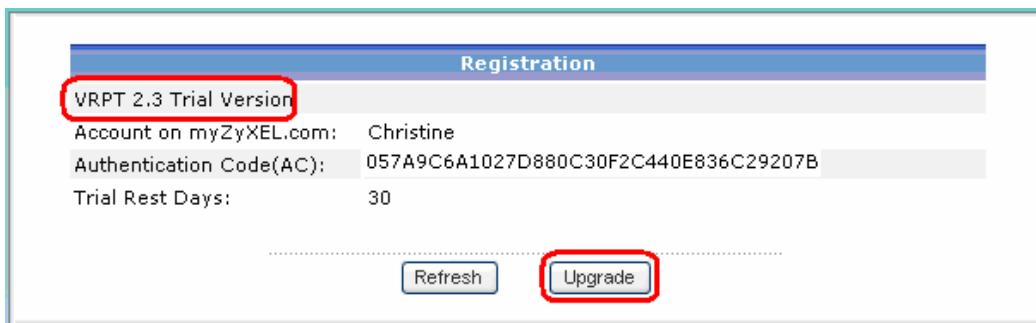 Registration
VRPT 2.3 Trial Version
Account on myZyXEL.com: Christine
Authentication Code(AC): 057A9C6A1027D880C30F2C440E836C29207B
Trial Rest Days: 30
Refresh Upgrade